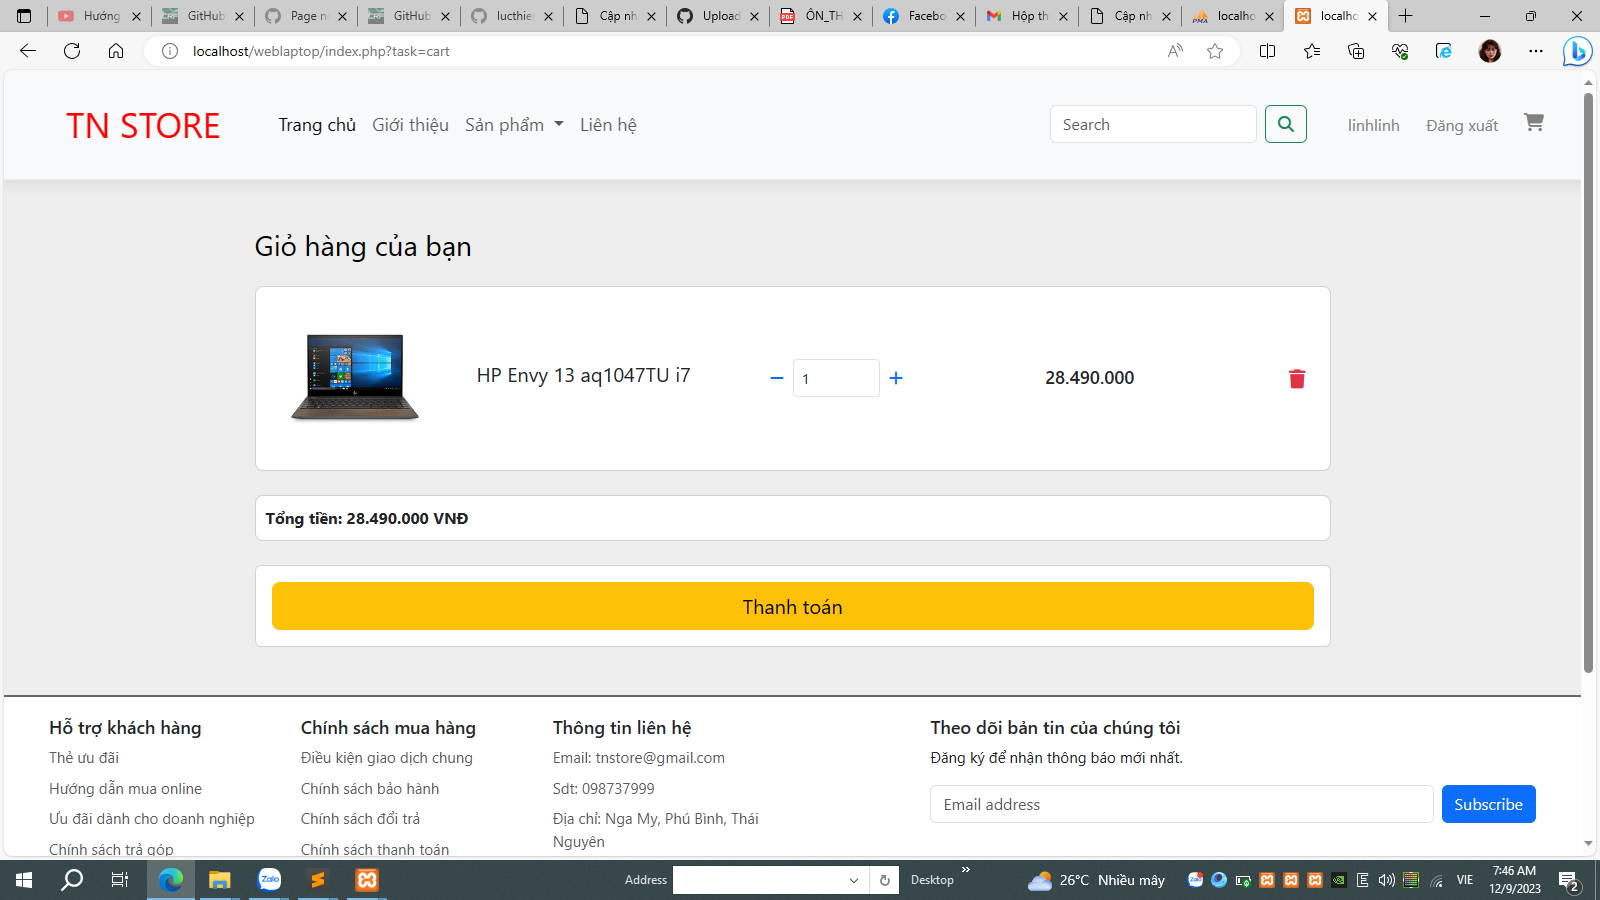 Hướng
GitHub
Page n
GitHub
lucthie
Cập nh
Upload
ÔN_TH
Facebo
Hộp th
Cập nh
localho
localho
localhost/weblaptop/index.php?task=cart
TN STORE
Trang chủ
Giới thiệu
Sản phẩm
Liên hệ
Search
linhlinh
Đăng xuất
Giỏ hàng của bạn
HP Envy 13 aq1047TU i7
1
28.490.000
Tổng tiền: 28.490.000 VNĐ
Thanh toán
Hỗ trợ khách hàng
Thẻ ưu đãi
Hướng dẫn mua online
Ưu đãi dành cho doanh nghiệp
Chính sách trả góp
Chính sách mua hàng
Điều kiện giao dịch chung
Chính sách bảo hành
Chính sách đổi trả
Chính sách thanh toán
Thông tin liên hệ
Email: tnstore@gmail.com
Sdt: 098737999
Địa chỉ: Nga My, Phú Bình, Thái
Nguyên
Theo dõi bản tin của chúng tôi
Đăng ký để nhận thông báo mới nhất.
Email address
Subscribe
Zalo
Address
Desktop
26°C Nhiều mây
VIE
7:46 AM
12/9/2023
2